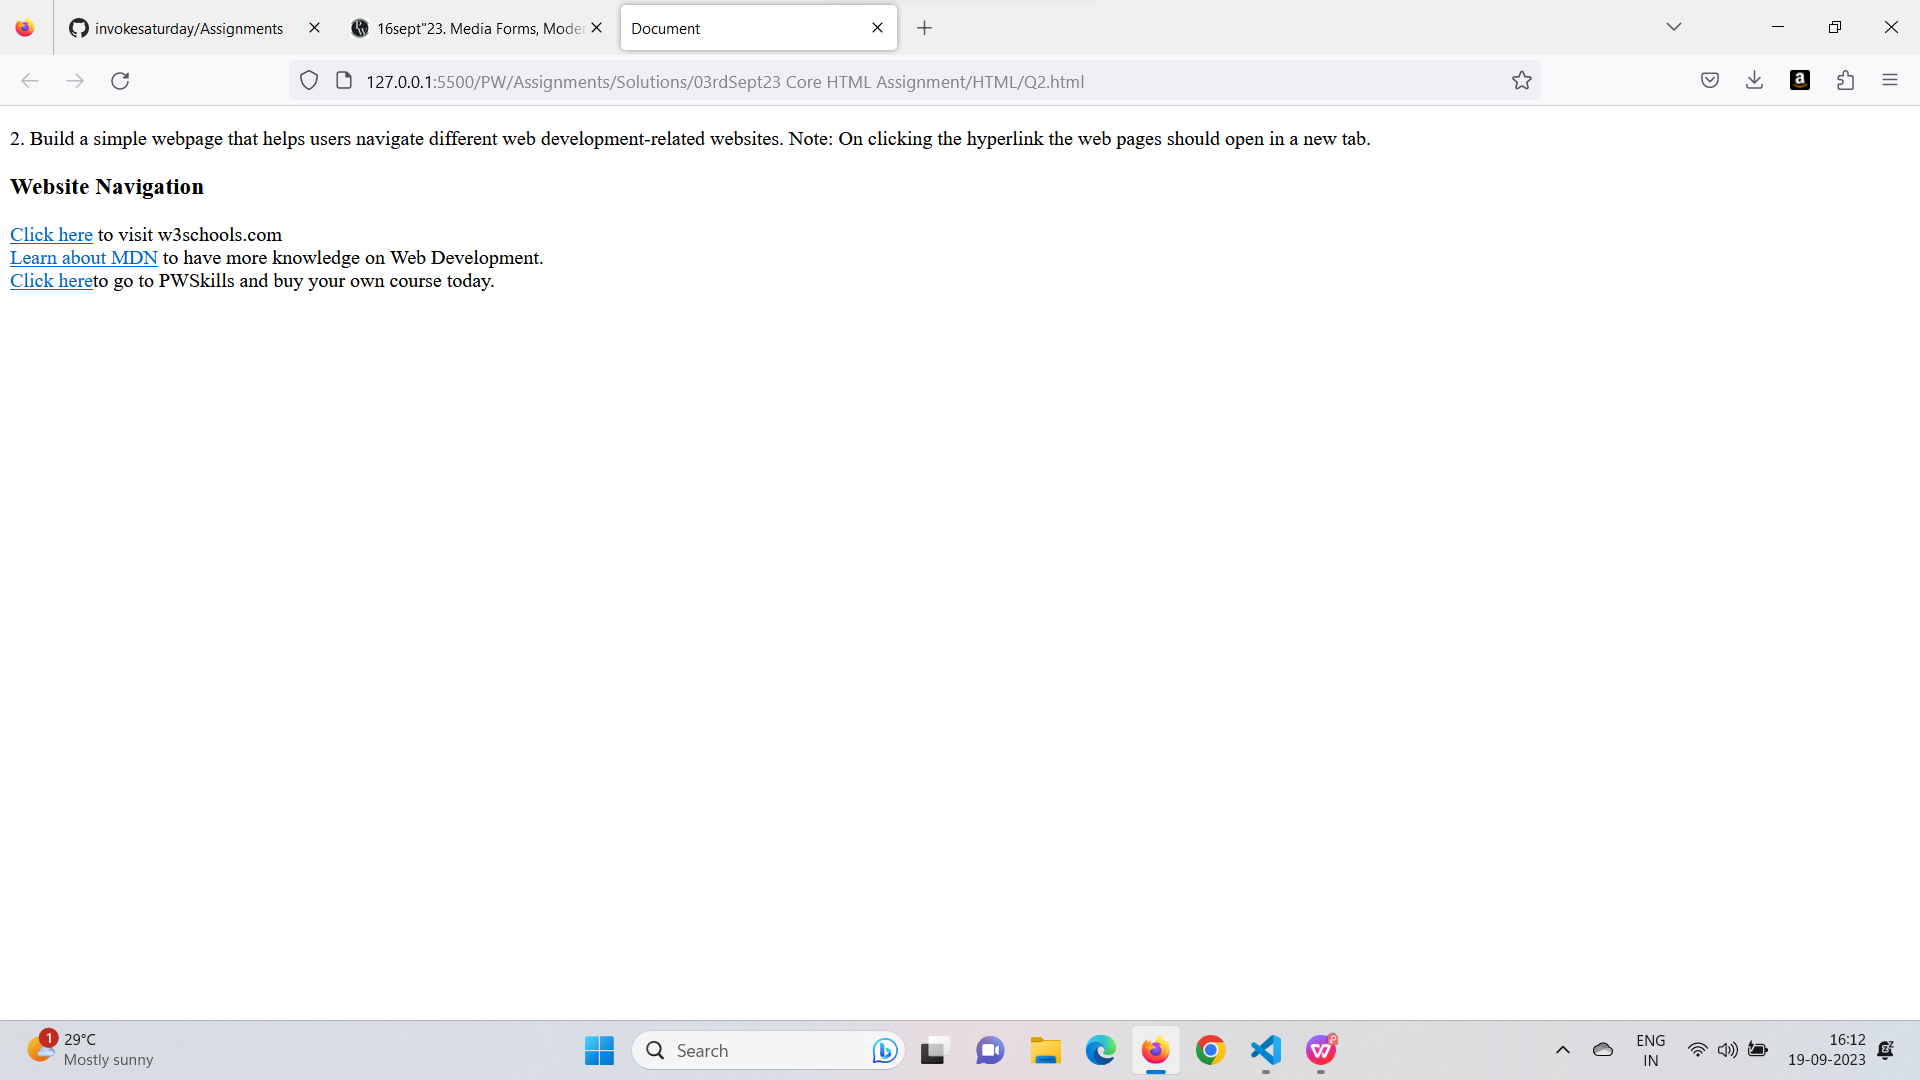 invokesaturday/Assignments
16sept"23. Media Forms, Moder
Document
127.0.0.1:5500/PW/Assignments/Solutions/03rdSept23 Core HTML Assignment/HTML/Q2.html
2. Build a simple webpage that helps users navigate different web development-related websites. Note: On clicking the hyperlink the web pages should open in a new tab.
Website Navigation
Click here to visit w3schools.com
Learn about MDN to have more knowledge on Web Development.
Click hereto go to PWSkills and buy your own course today.
1
29°C
Mostly sunny
Search
ENG
IN
16:12
19-09-2023